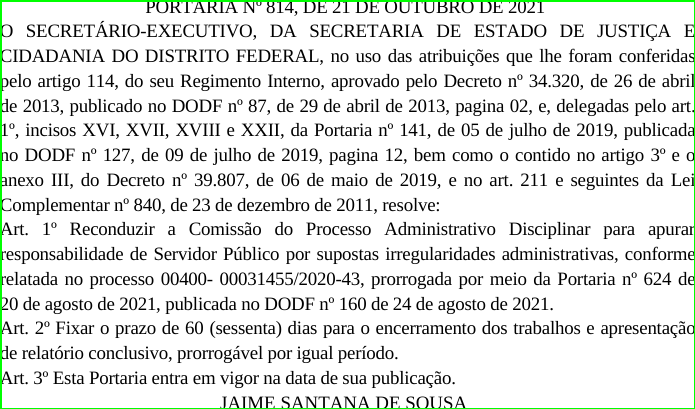 PORTARIA Nº 814, DE 21 DE OUTUBRO DE 2021
O SECRETÁRIO-EXECUTIVO, DA SECRETARIA DE ESTADO DE JUSTIÇA E
CIDADANIA DO DISTRITO FEDERAL, no uso das atribuições que lhe foram conferidas
pelo artigo 114, do seu Regimento Interno, aprovado pelo Decreto nº 34.320, de 26 de abril
de 2013, publicado no DODF nº 87, de 29 de abril de 2013, pagina 02, e, delegadas pelo art.
1º, incisos XVI, XVII, XVIII e XXII, da Portaria nº 141, de 05 de julho de 2019, publicada
no DODF nº 127, de 09 de julho de 2019, pagina 12, bem como o contido no artigo 3º e o
anexo III, do Decreto nº 39.807, de 06 de maio de 2019, e no art. 211 e seguintes da Lei
Complementar nº 840, de 23 de dezembro de 2011, resolve:
Art. 1º Reconduzir a Comissão do Processo Administrativo Disciplinar para apurar
responsabilidade de Servidor Público por supostas irregularidades administrativas, conforme
relatada no processo 00400- 00031455/2020-43, prorrogada por meio da Portaria nº 624 de
20 de agosto de 2021, publicada no DODF nº 160 de 24 de agosto de 2021.
Art. 2º Fixar o prazo de 60 (sessenta) dias para o encerramento dos trabalhos e apresentação
de relatório conclusivo, prorrogável por igual período.
Art. 3º Esta Portaria entra em vigor na data de sua publicação.
JAIME SANTANA DE SOUSA